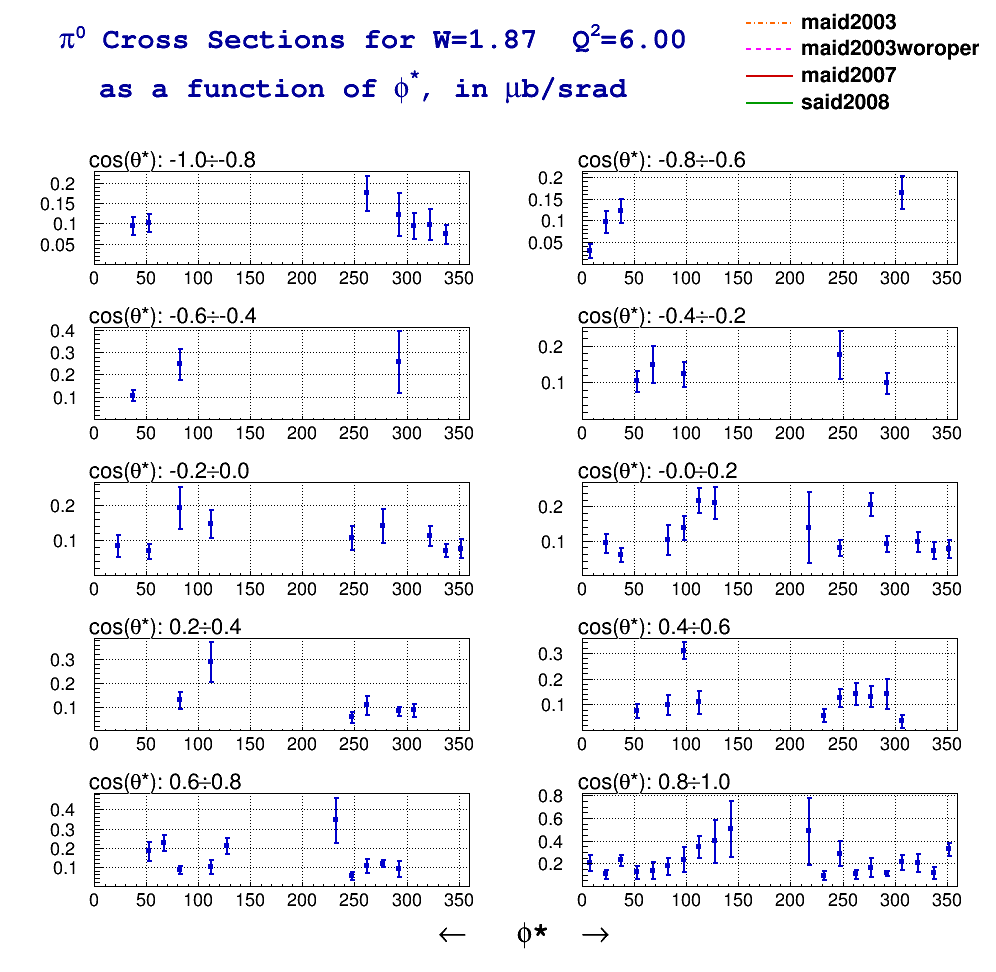 π⁰ Cross Sections for W=1.87 Q²=6.00
as a function of ϕ*, in μb/srad
maid2003
maid2003woroper
maid2007
said2008
cos(θ*): -1.0÷-0.8
0.2
0.15
0.1
0.05
0 50 100 150 200 250 300 350
cos(θ*): -0.8÷-0.6
0.2
0.15
0.1
0.05
0 50 100 150 200 250 300 350
cos(θ*): -0.6÷-0.4
0.4
0.3
0.2
0.1
0 50 100 150 200 250 300 350
cos(θ*): -0.4÷-0.2
0.2
0.1
0 50 100 150 200 250 300 350
cos(θ*): -0.2÷0.0
0.2
0.1
0 50 100 150 200 250 300 350
cos(θ*): -0.0÷0.2
0.2
0.1
0 50 100 150 200 250 300 350
cos(θ*): 0.2÷0.4
0.3
0.2
0.1
0 50 100 150 200 250 300 350
cos(θ*): 0.4÷0.6
0.3
0.2
0.1
0 50 100 150 200 250 300 350
cos(θ*): 0.6÷0.8
0.4
0.3
0.2
0.1
0 50 100 150 200 250 300 350
cos(θ*): 0.8÷1.0
0.8
0.6
0.4
0.2
0 50 100 150 200 250 300 350
← ϕ* →